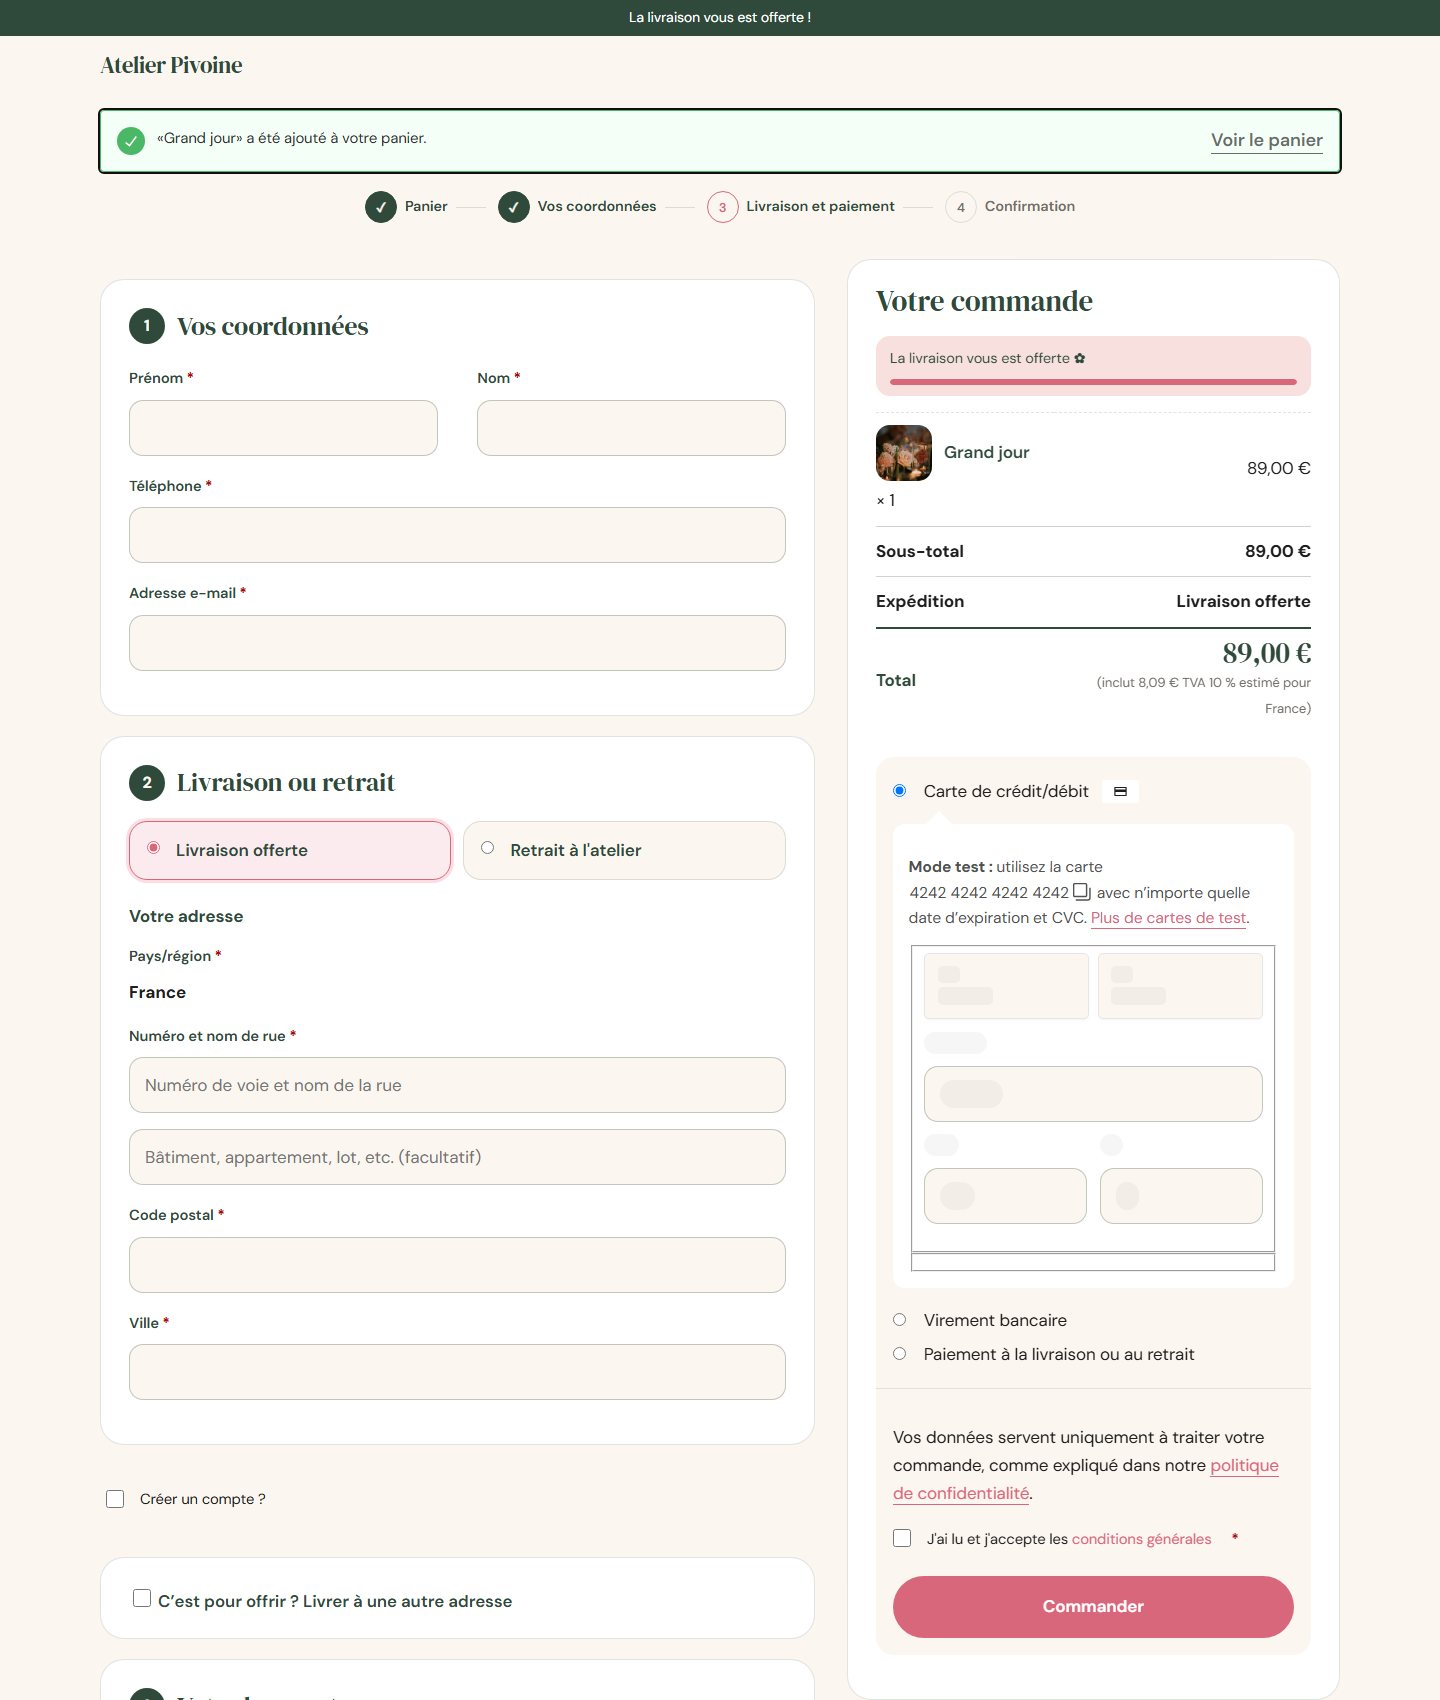 La livraison vous est offerte !
Atelier Pivoine
«Grand jour» a été ajouté à votre panier.
Voir le panier
Panier
Vos coordonnées
3 Livraison et paiement
4 Confirmation
1 Vos coordonnées
Prénom *
Nom *
Téléphone *
Adresse e-mail *
2 Livraison ou retrait
Livraison offerte
Retrait à l'atelier
Votre adresse
Pays/région *
France
Numéro et nom de rue *
Numéro de voie et nom de la rue
Bâtiment, appartement, lot, etc. (facultatif)
Code postal *
Ville *
Créer un compte ?
C’est pour offrir ? Livrer à une autre adresse
Votre commande
La livraison vous est offerte ✿
Grand jour
89,00 €
× 1
Sous-total 89,00 €
Expédition Livraison offerte
Total 89,00 €
(inclut 8,09 € TVA 10 % estimé pour
France)
Carte de crédit/débit
Mode test : utilisez la carte
4242 4242 4242 4242 avec n’importe quelle
date d’expiration et CVC. Plus de cartes de test.
Virement bancaire
Paiement à la livraison ou au retrait
Vos données servent uniquement à traiter votre
commande, comme expliqué dans notre politique
de confidentialité.
J'ai lu et j'accepte les conditions générales *
Commander